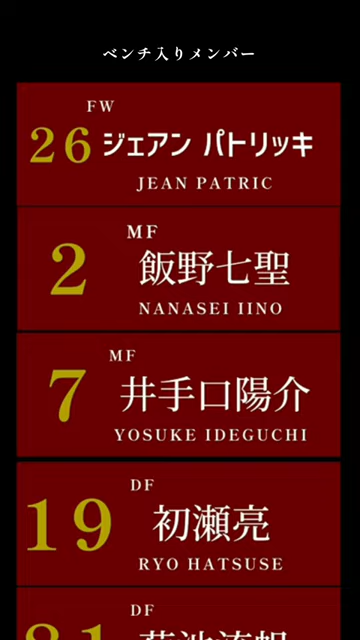 ベンチ入りメンバー
FW
26 ジェアン パトリッキ
JEAN PATRIC
MF
2 飯野七聖
NANASEI IINO
MF
7 井手口陽介
YOSUKE IDEGUCHI
DF
19 初瀬亮
RYO HATSUSE
DF